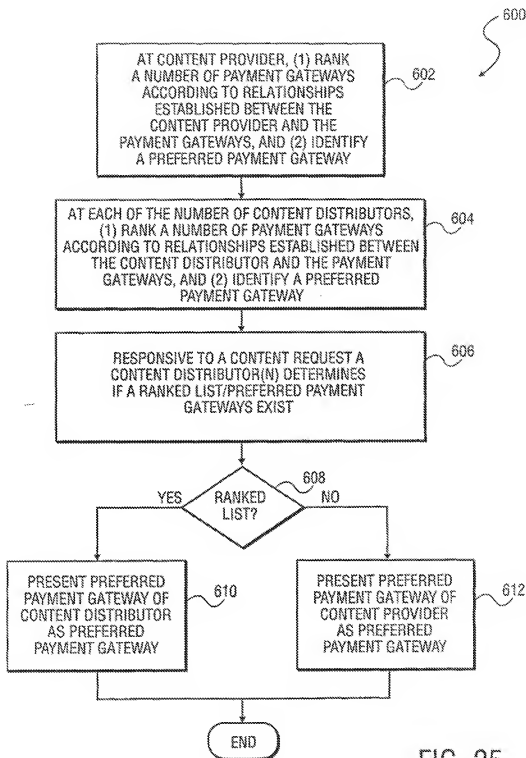 600
AT CONTENT PROVIDER, (1) RANK
A NUMBER OF PAYMENT GATEWAYS
ACCORDING TO RELATIONSHIPS
ESTABLISHED BETWEEN THE
CONTENT PROVIDER AND THE
PAYMENT GATEWAYS, AND (2) IDENTIFY
A PREFERRED PAYMENT GATEWAY
602
AT EACH OF THE NUMBER OF CONTENT DISTRIBUTORS,
(1) RANK A NUMBER OF PAYMENT GATEWAYS
ACCORDING TO RELATIONSHIPS ESTABLISHED BETWEEN
THE CONTENT DISTRIBUTOR AND THE PAYMENT
GATEWAYS, AND (2) IDENTIFY A PREFERRED
PAYMENT GATEWAY
604
RESPONSIVE TO A CONTENT REQUEST A
CONTENT DISTRIBUTOR(N) DETERMINES
IF A RANKED LIST/PREFERRED PAYMENT
GATEWAYS EXIST
606
608
YES
RANKED
LIST?
NO
PRESENT PREFERRED
PAYMENT GATEWAY OF
CONTENT DISTRIBUTOR
AS PREFERRED
PAYMENT GATEWAY
610
PRESENT PREFERRED
PAYMENT GATEWAY OF
CONTENT PROVIDER
AS PREFERRED
PAYMENT GATEWAY
612
END